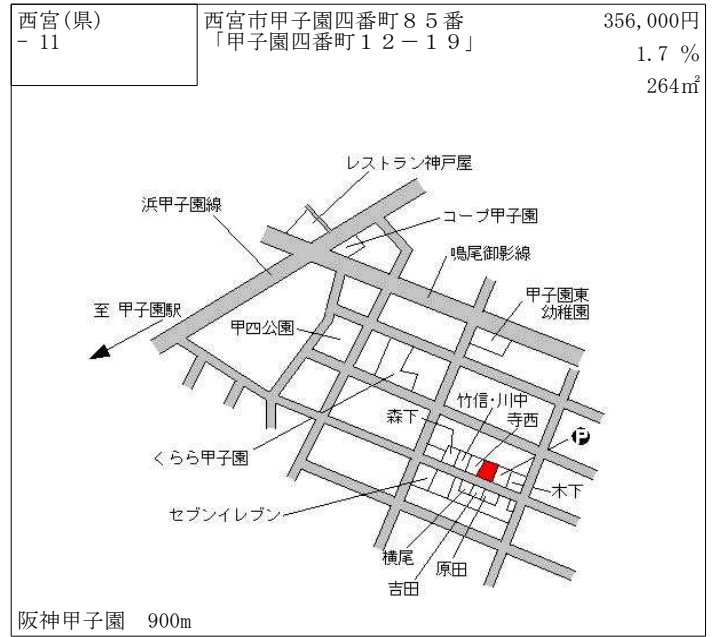 西宮(県)
- 11
西宮市甲子園四番町８５番
「甲子園四番町１２－１９」
356,000円
1.7 %
264㎡
レストラン神戸屋
浜甲子園線
コープ甲子園
鳴尾御影線
至 甲子園駅
甲四公園
甲子園東
幼稚園
竹信・川中
森下
寺西
P
くらら甲子園
木下
セブンイレブン
横尾
原田
吉田
阪神甲子園 900m